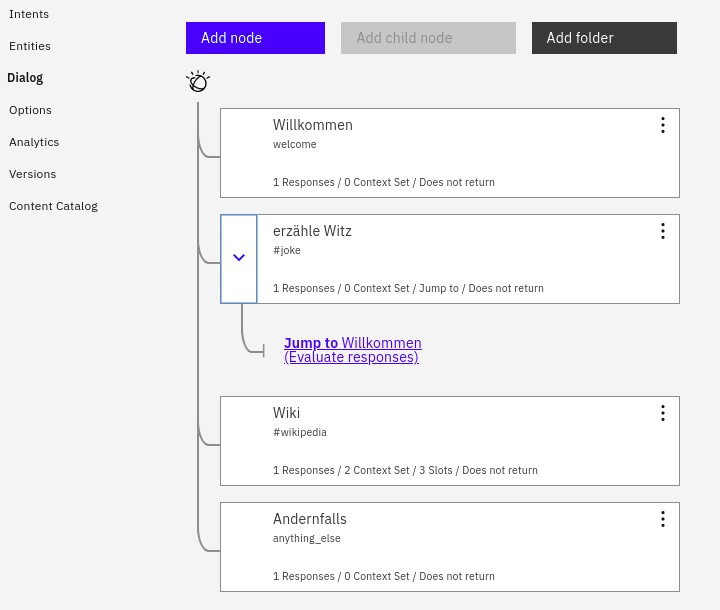 Intents
Entities
Dialog
Options
Analytics
Versions
Content Catalog
Add node
Add child node
Add folder
Willkommen
welcome
1 Responses / 0 Context Set / Does not return
erzähle Witz
#joke
1 Responses / 0 Context Set / Jump to / Does not return
Jump to Willkommen
(Evaluate responses)
Wiki
#wikipedia
1 Responses / 2 Context Set / 3 Slots / Does not return
Andernfalls
anything_else
1 Responses / 0 Context Set / Does not return